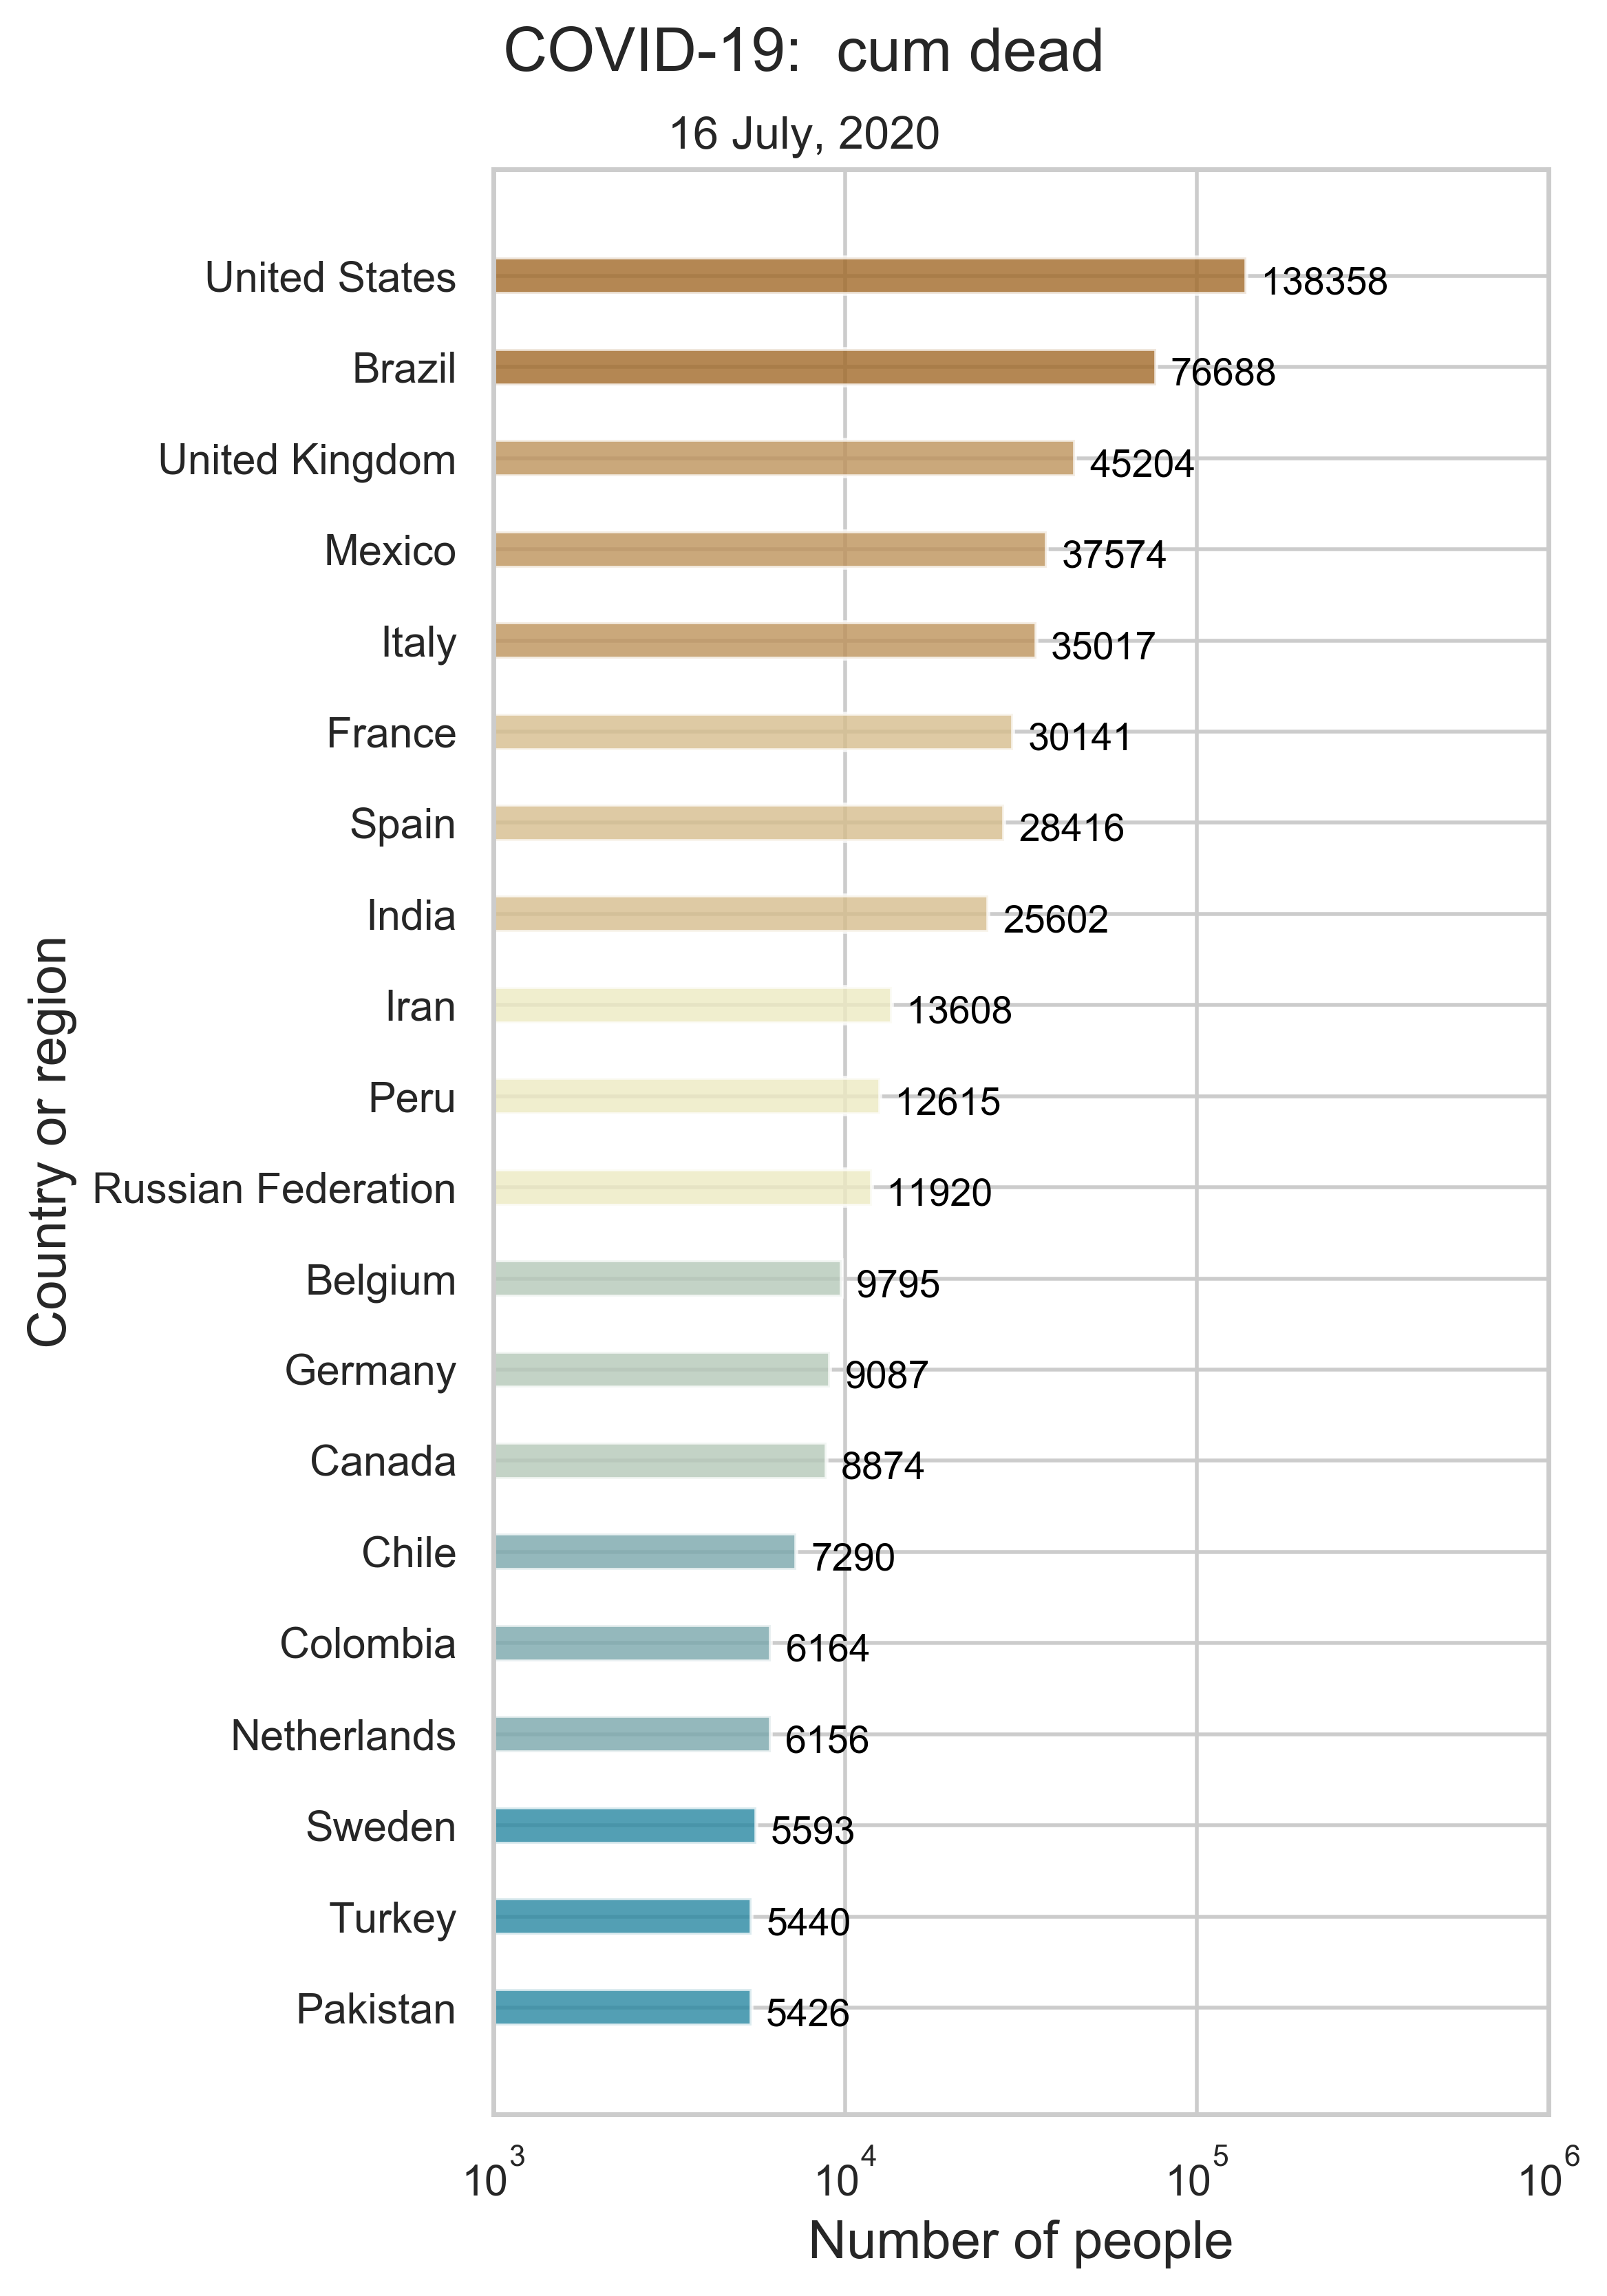 COVID-19:  cum dead
16 July, 2020
United States 138358
Brazil 76688
United Kingdom 45204
Mexico 37574
Italy 35017
France 30141
Spain 28416
India 25602
Iran 13608
Peru 12615
Russian Federation 11920
Belgium 9795
Germany 9087
Canada 8874
Chile 7290
Colombia 6164
Netherlands 6156
Sweden 5593
Turkey 5440
Pakistan 5426
Country or region
10³ 10⁴ 10⁵ 10⁶
Number of people